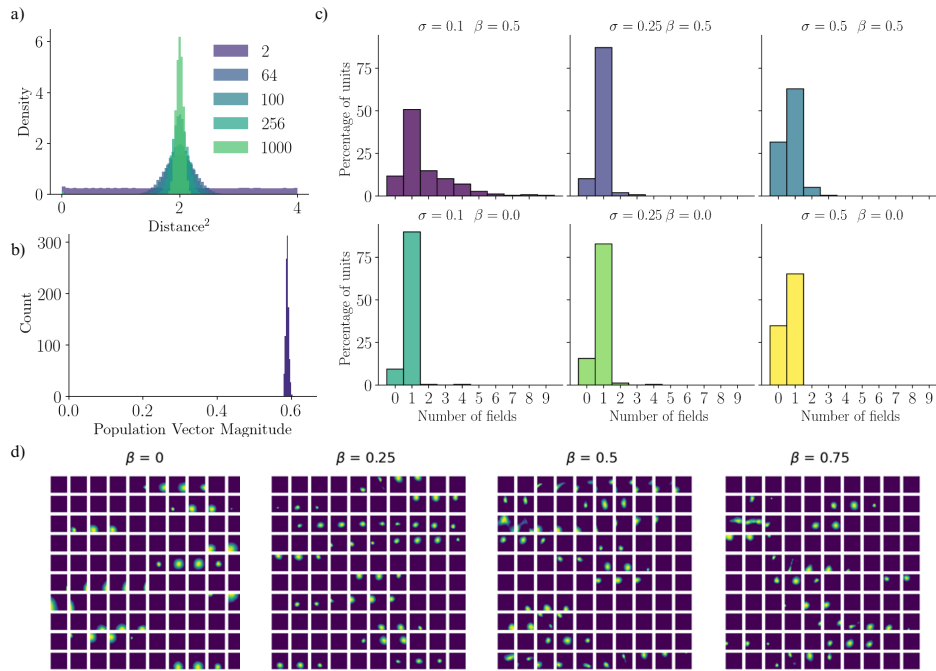 a)
6
4
2
0
Density
2
64
100
256
1000
0
2
4
Distance²
b)
300
200
100
0
Count
0.0
0.2
0.4
0.6
Population Vector Magnitude
c)
σ = 0.1 β = 0.5
σ = 0.25 β = 0.5
σ = 0.5 β = 0.5
75
50
25
0
Percentage of units
σ = 0.1 β = 0.0
σ = 0.25 β = 0.0
σ = 0.5 β = 0.0
75
50
25
0
Percentage of units
0 1 2 3 4 5 6 7 8 9
0 1 2 3 4 5 6 7 8 9
0 1 2 3 4 5 6 7 8 9
Number of fields
Number of fields
Number of fields
d)
β = 0
β = 0.25
β = 0.5
β = 0.75